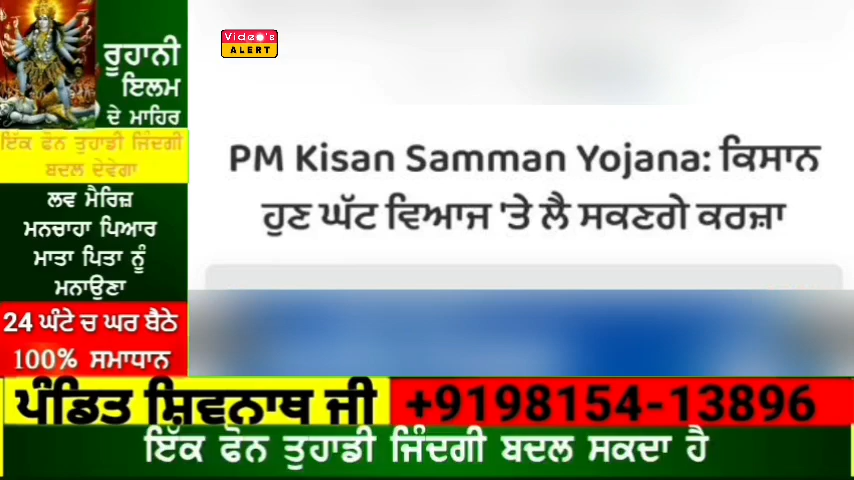 Video's
ALERT
ਰੂਹਾਨੀ
ਇਲਮ
ਦੇ ਮਾਹਿਰ
ਇੱਕ ਫੋਨ ਤੁਹਾਡੀ ਜਿੰਦਗੀ
ਬਦਲ ਦੇਵੇਗਾ
ਲਵ ਮੈਰਿਜ਼
ਮਨਚਾਹਾ ਪਿਆਰ
ਮਾਤਾ ਪਿਤਾ ਨੂੰ
ਮਨਾਉਣਾ
24 ਘੰਟੇ ਚ ਘਰ ਬੈਠੇ
100% ਸਮਾਧਾਨ
PM Kisan Samman Yojana: ਕਿਸਾਨ
ਹੁਣ ਘੱਟ ਵਿਆਜ 'ਤੇ ਲੈ ਸਕਣਗੇ ਕਰਜ਼ਾ
ਪੰਡਿਤ ਸ਼ਿਵਨਾਥ ਜੀ +9198154-13896
ਇੱਕ ਫੋਨ ਤੁਹਾਡੀ ਜਿੰਦਗੀ ਬਦਲ ਸਕਦਾ ਹੈ